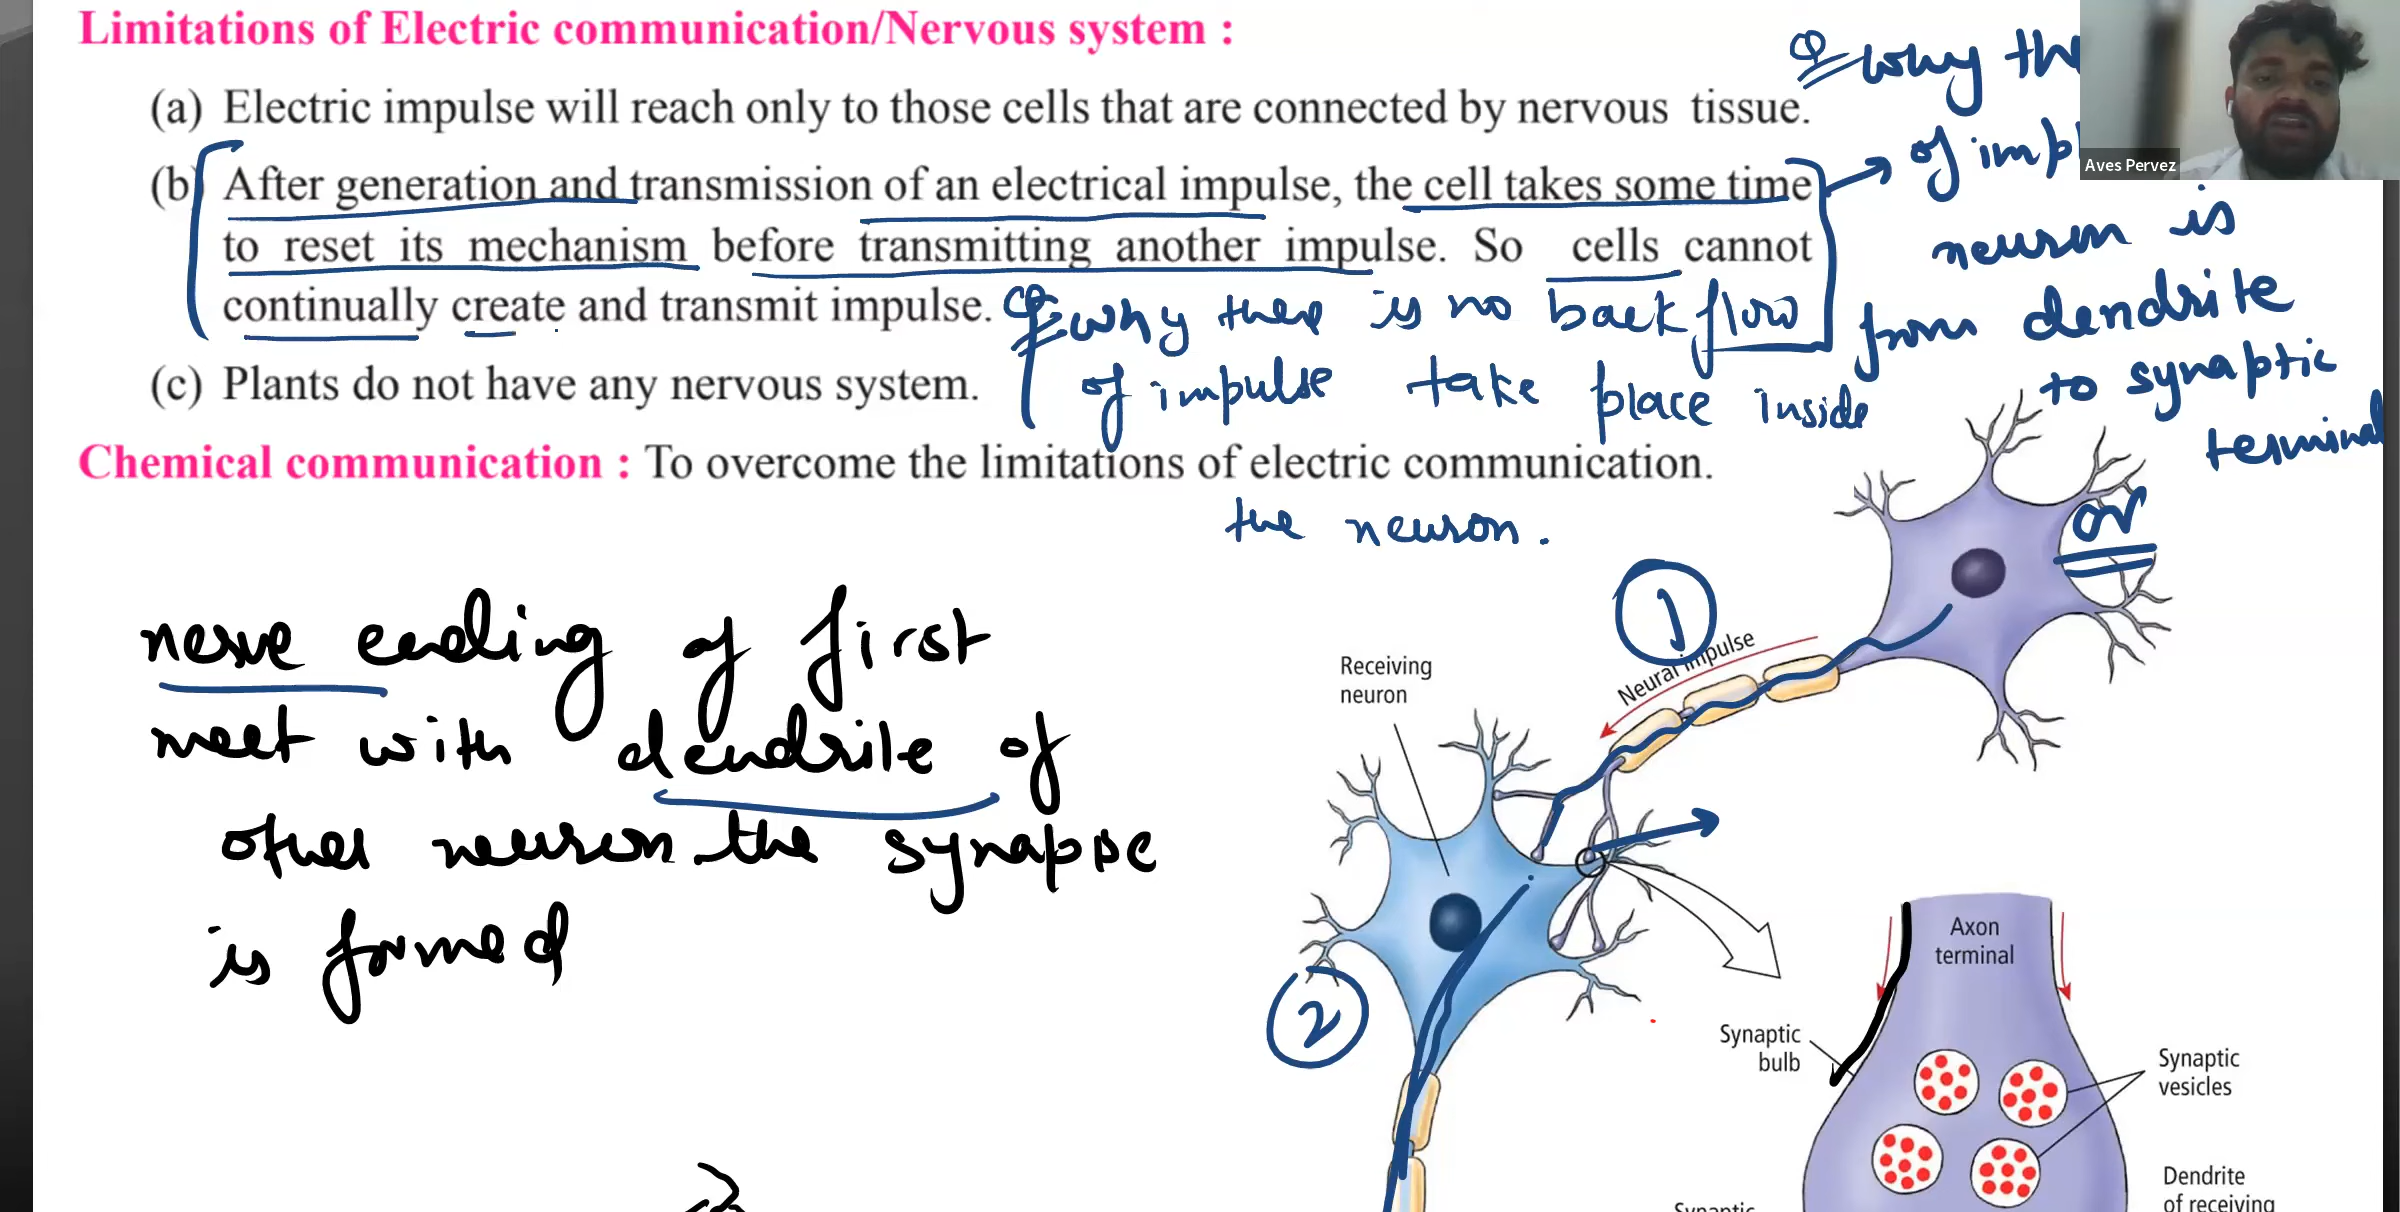 Limitations of Electric communication/Nervous system :
(a) Electric impulse will reach only to those cells that are connected by nervous tissue.
(b) After generation and transmission of an electrical impulse, the cell takes some time
to reset its mechanism before transmitting another impulse. So cells cannot
continually create and transmit impulse.
(c) Plants do not have any nervous system.
Chemical communication : To overcome the limitations of electric communication.
Q why the
of imp
neuron is
from dendrite
to synaptic
terminal
or
Q why there is no back flow
of impulse take place inside
the neuron.
Aves Pervez
nerve ending of first
meet with dendrite of
other neuron the synapse
is formed
1
Neural impulse
Receiving
neuron
2
Axon
terminal
Synaptic
bulb
Synaptic
vesicles
Dendrite
of receiving
Synaptic